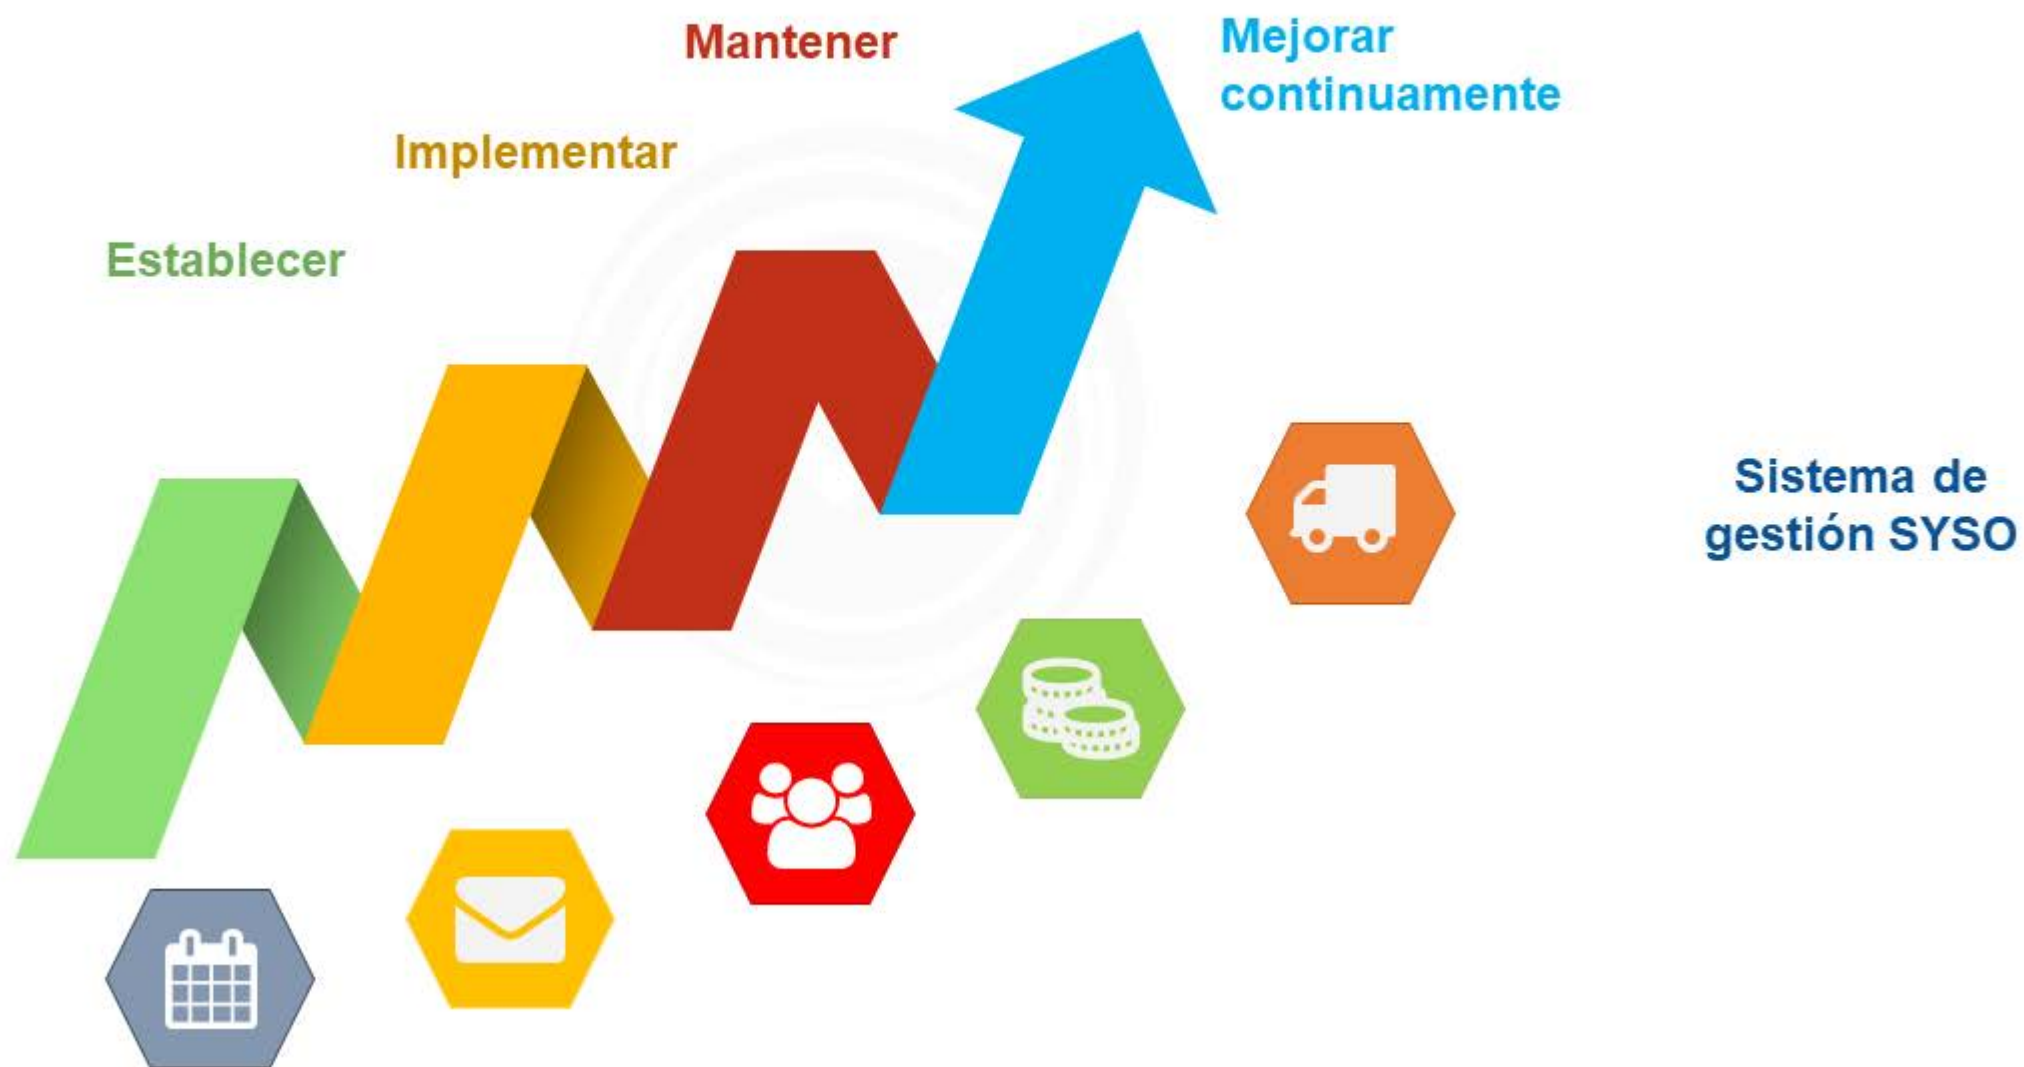 Mantener
Mejorar
continuamente
Implementar
Establecer
Sistema de
gestión SYSO